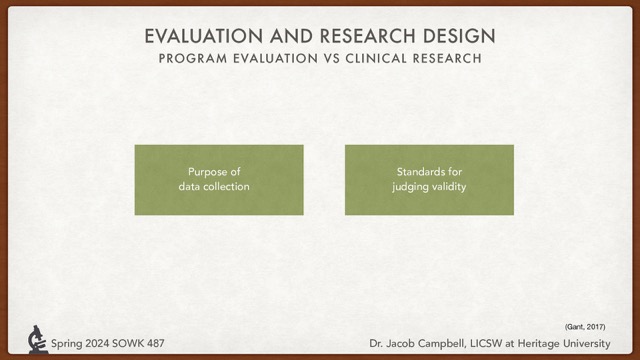 EVALUATION AND RESEARCH DESIGN
PROGRAM EVALUATION VS CLINICAL RESEARCH
Purpose of
data collection
Standards for
judging validity
(Gant, 2017)
Spring 2024 SOWK 487
Dr. Jacob Campbell, LICSW at Heritage University